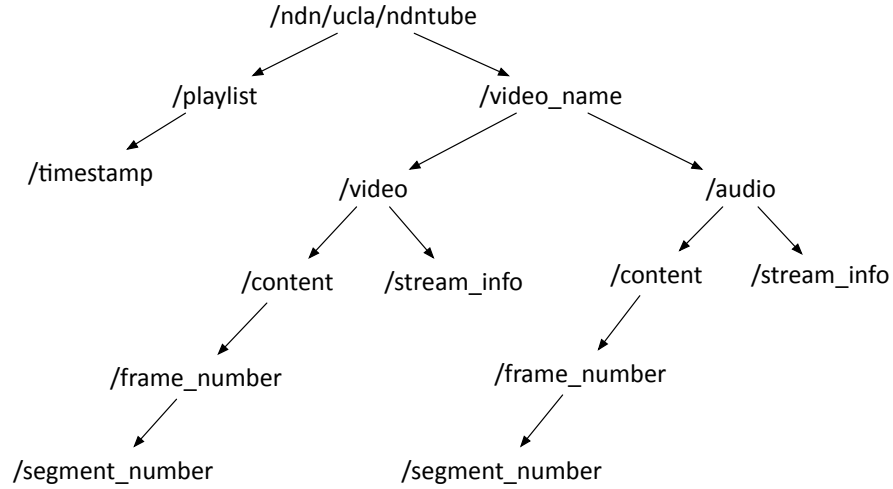 /ndn/ucla/ndntube
/playlist
/video_name
/timestamp
/video
/audio
/content
/stream_info
/content
/stream_info
/frame_number
/frame_number
/segment_number
/segment_number